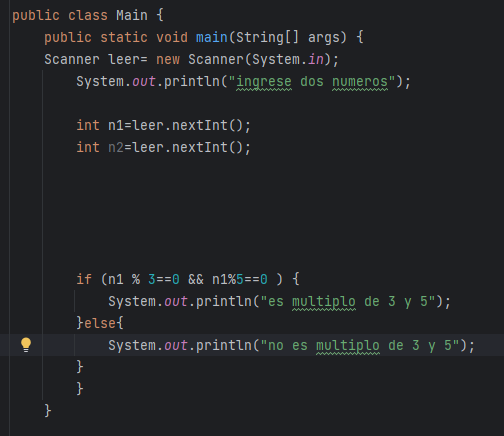 public class Main {
public static void main(String[] args) {
Scanner leer= new Scanner(System.in);
System.out.println("ingrese dos numeros");
int n1=leer.nextInt();
int n2=leer.nextInt();
if (n1 % 3==0 && n1%5==0 ) {
System.out.println("es multiplo de 3 y 5");
}else{
System.out.println("no es multiplo de 3 y 5");
}
}
}